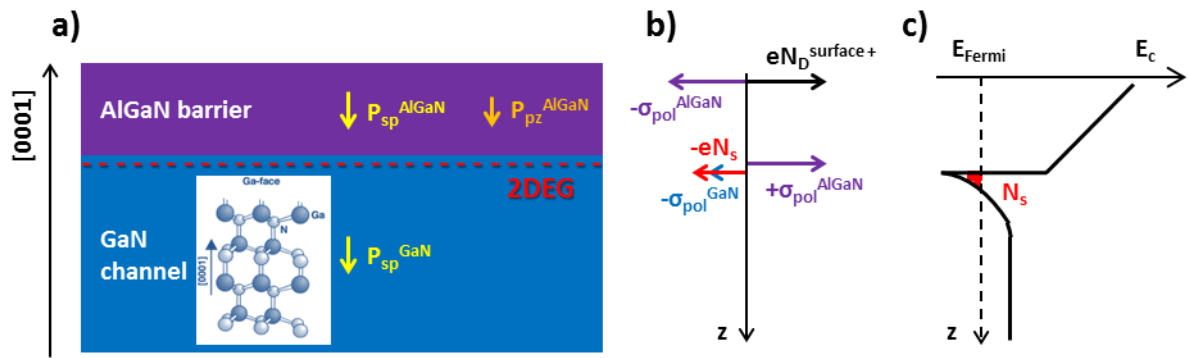 a)
[0001]
AlGaN barrier
P_sp^AlGaN
P_pz^AlGaN
2DEG
Ga-face
Ga
N
[0001]
GaN
channel
P_sp^GaN
b)
eN_D^surface +
-σ_pol^AlGaN
-eN_s
-σ_pol^GaN
+σ_pol^AlGaN
z
c)
E_Fermi
E_c
N_s
z